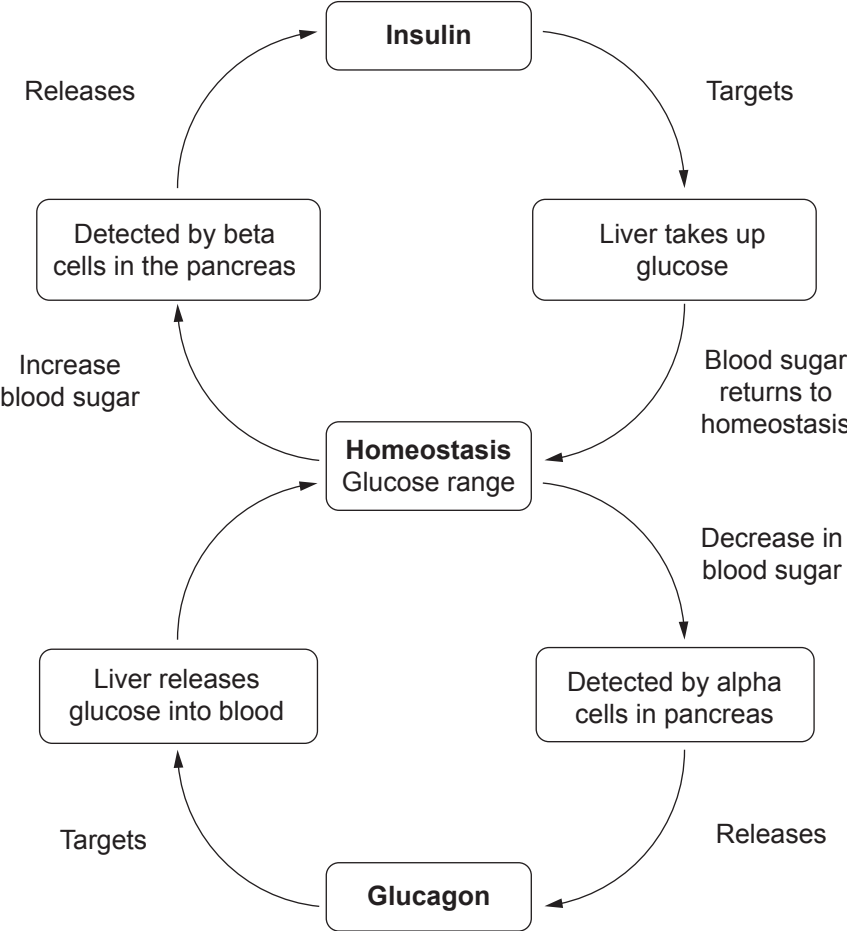 Insulin
Releases
Targets
Detected by beta
cells in the pancreas
Liver takes up
glucose
Increase
blood sugar
Blood sugar
returns to
homeostasis
Homeostasis
Glucose range
Decrease in
blood sugar
Liver releases
glucose into blood
Detected by alpha
cells in pancreas
Targets
Releases
Glucagon